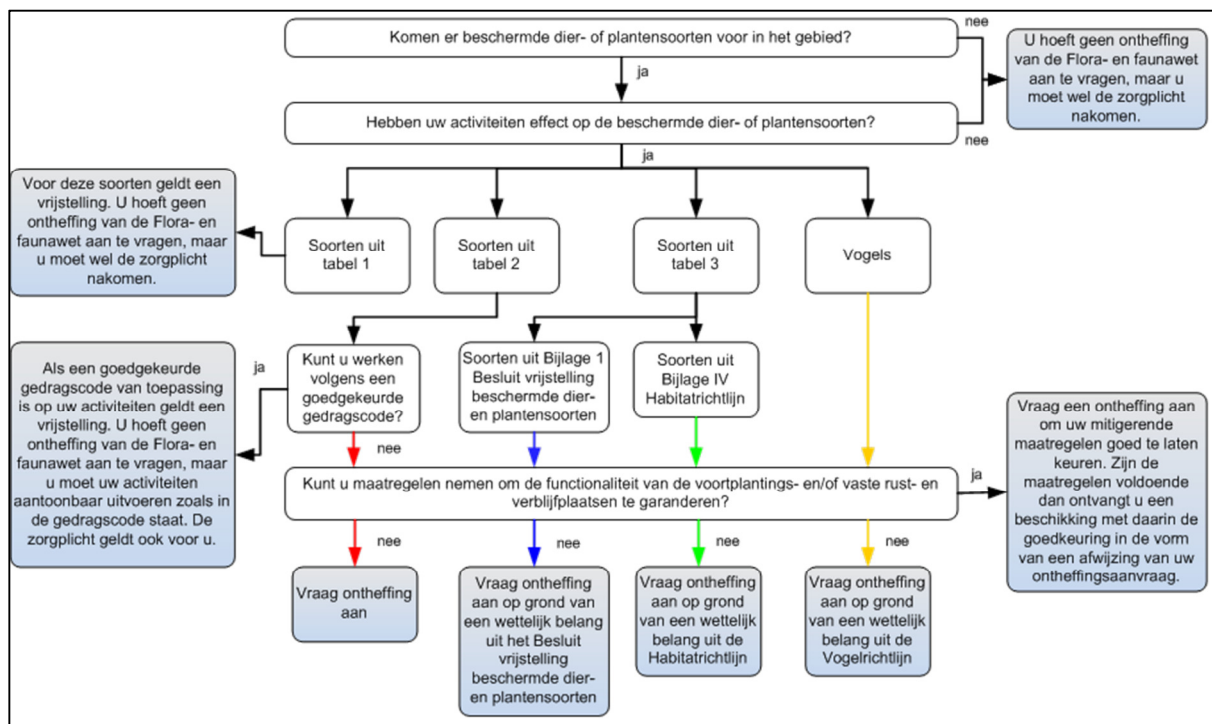 Komen er beschermde dier- of plantensoorten voor in het gebied?
nee
U hoeft geen ontheffing
van de Flora- en faunawet
aan te vragen, maar u
moet wel de zorgplicht
nakomen.
ja
Hebben uw activiteiten effect op de beschermde dier- of plantensoorten?
nee
ja
Voor deze soorten geldt een
vrijstelling. U hoeft geen
ontheffing van de Flora- en
faunawet aan te vragen, maar
u moet wel de zorgplicht
nakomen.
Soorten uit
tabel 1
Soorten uit
tabel 2
Soorten uit
tabel 3
Vogels
Als een goedgekeurde
gedragscode van toepassing
is op uw activiteiten geldt een
vrijstelling. U hoeft geen
ontheffing van de Flora- en
faunawet aan te vragen, maar
u moet uw activiteiten
aantoonbaar uitvoeren zoals in
de gedragscode staat. De
zorgplicht geldt ook voor u.
ja
Kunt u werken
volgens een
goedgekeurde
gedragscode?
Soorten uit Bijlage 1
Besluit vrijstelling
beschermde dier-
en plantensoorten
Soorten uit
Bijlage IV
Habitatrichtlijn
nee
Kunt u maatregelen nemen om de functionaliteit van de voortplantings- en/of vaste rust- en
verblijfplaatsen te garanderen?
ja
Vraag een ontheffing aan
om uw mitigerende
maatregelen goed te laten
keuren. Zijn de
maatregelen voldoende
dan ontvangt u een
beschikking met daarin de
goedkeuring in de vorm
van een afwijzing van uw
ontheffingsaanvraag.
nee
nee
nee
nee
Vraag ontheffing
aan
Vraag ontheffing
aan op grond van
een wettelijk belang
uit het Besluit
vrijstelling
beschermde dier-
en plantensoorten
Vraag ontheffing
aan op grond
van een wettelijk
belang uit de
Habitatrichtlijn
Vraag ontheffing
aan op grond
van een wettelijk
belang uit de
Vogelrichtlijn